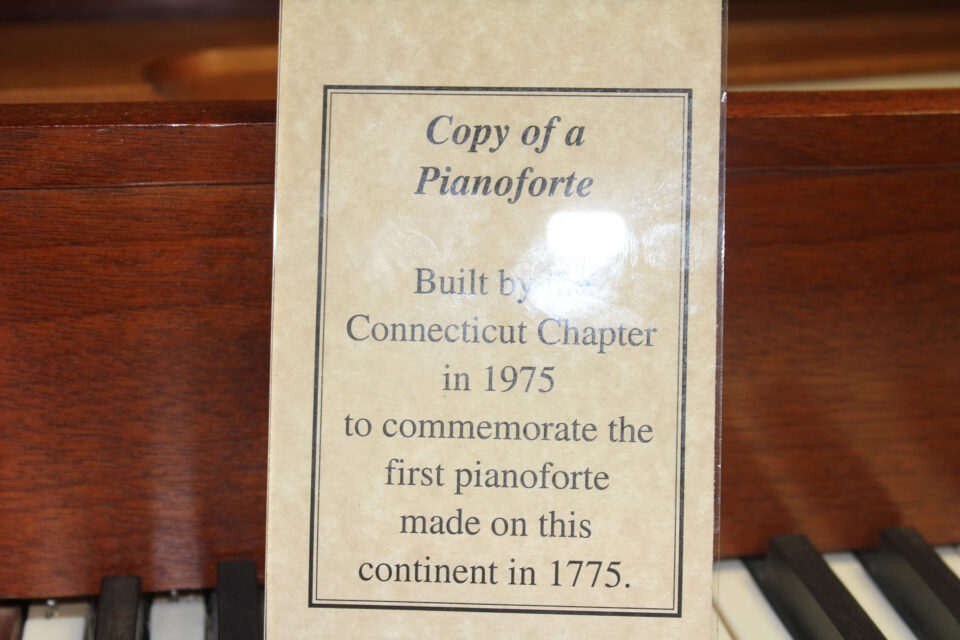 Copy of a
Pianoforte
Built by the
Connecticut Chapter
in 1975
to commemorate the
first pianoforte
made on this
continent in 1775.